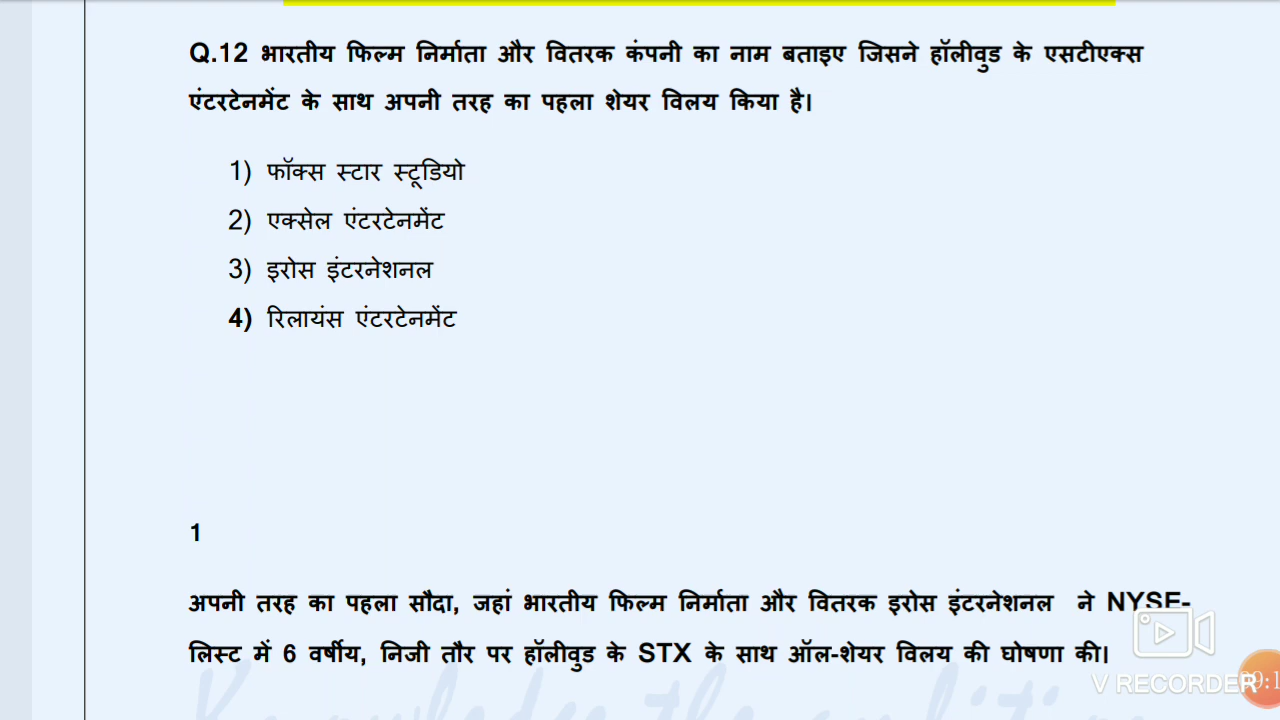 Q.12 भारतीय फिल्म निर्माता और वितरक कंपनी का नाम बताइए जिसने हॉलीवुड के एसटीएक्स
एंटरटेनमेंट के साथ अपनी तरह का पहला शेयर विलय किया है।
1) फॉक्स स्टार स्टूडियो
2) एक्सेल एंटरटेनमेंट
3) इरोस इंटरनेशनल
4) रिलायंस एंटरटेनमेंट
1
अपनी तरह का पहला सौदा, जहां भारतीय फिल्म निर्माता और वितरक इरोस इंटरनेशनल ने NYSE-
लिस्ट में 6 वर्षीय, निजी तौर पर हॉलीवुड के STX के साथ ऑल-शेयर विलय की घोषणा की।
V RECORDER